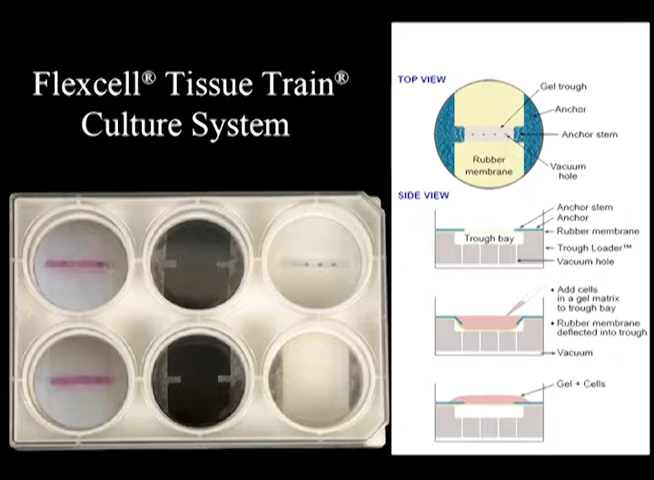 Flexcell® Tissue Train®
Culture System
TOP VIEW
Gel trough
Anchor
Anchor stem
Rubber
membrane
Vacuum
hole
SIDE VIEW
Anchor stem
Anchor
Rubber membrane
Trough bay
Trough Loader™
Vacuum hole
• Add cells
in a gel matrix
to trough bay
• Rubber membrane
deflected into trough
Vacuum
Gel + Cells